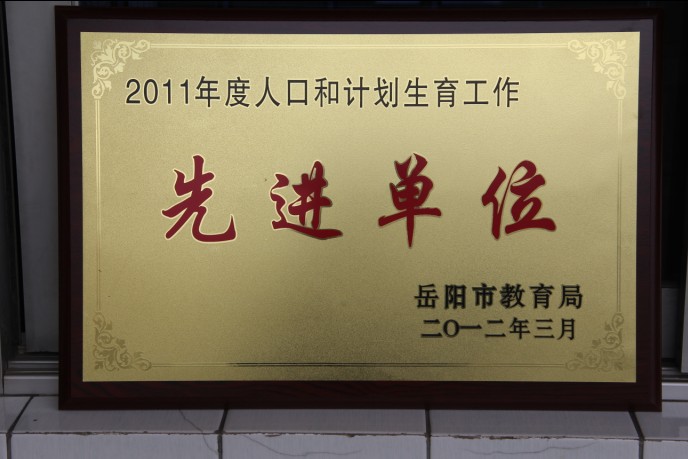 2011年度人口和计划生育工作
先进单位
岳阳市教育局
二〇一二年三月